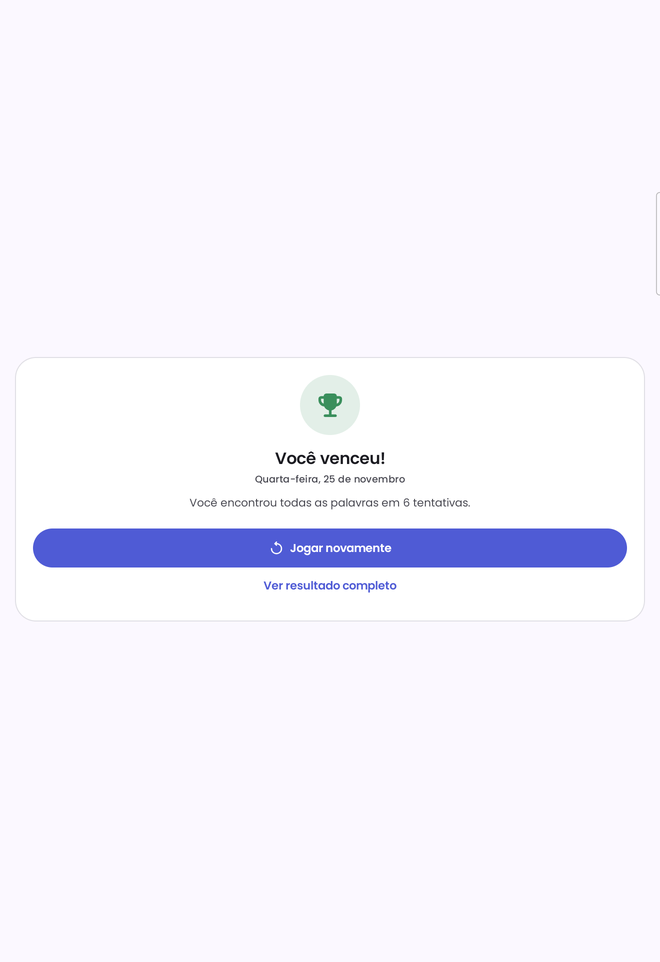 Você venceu!
Quarta-feira, 25 de novembro
Você encontrou todas as palavras em 6 tentativas.
Jogar novamente
Ver resultado completo